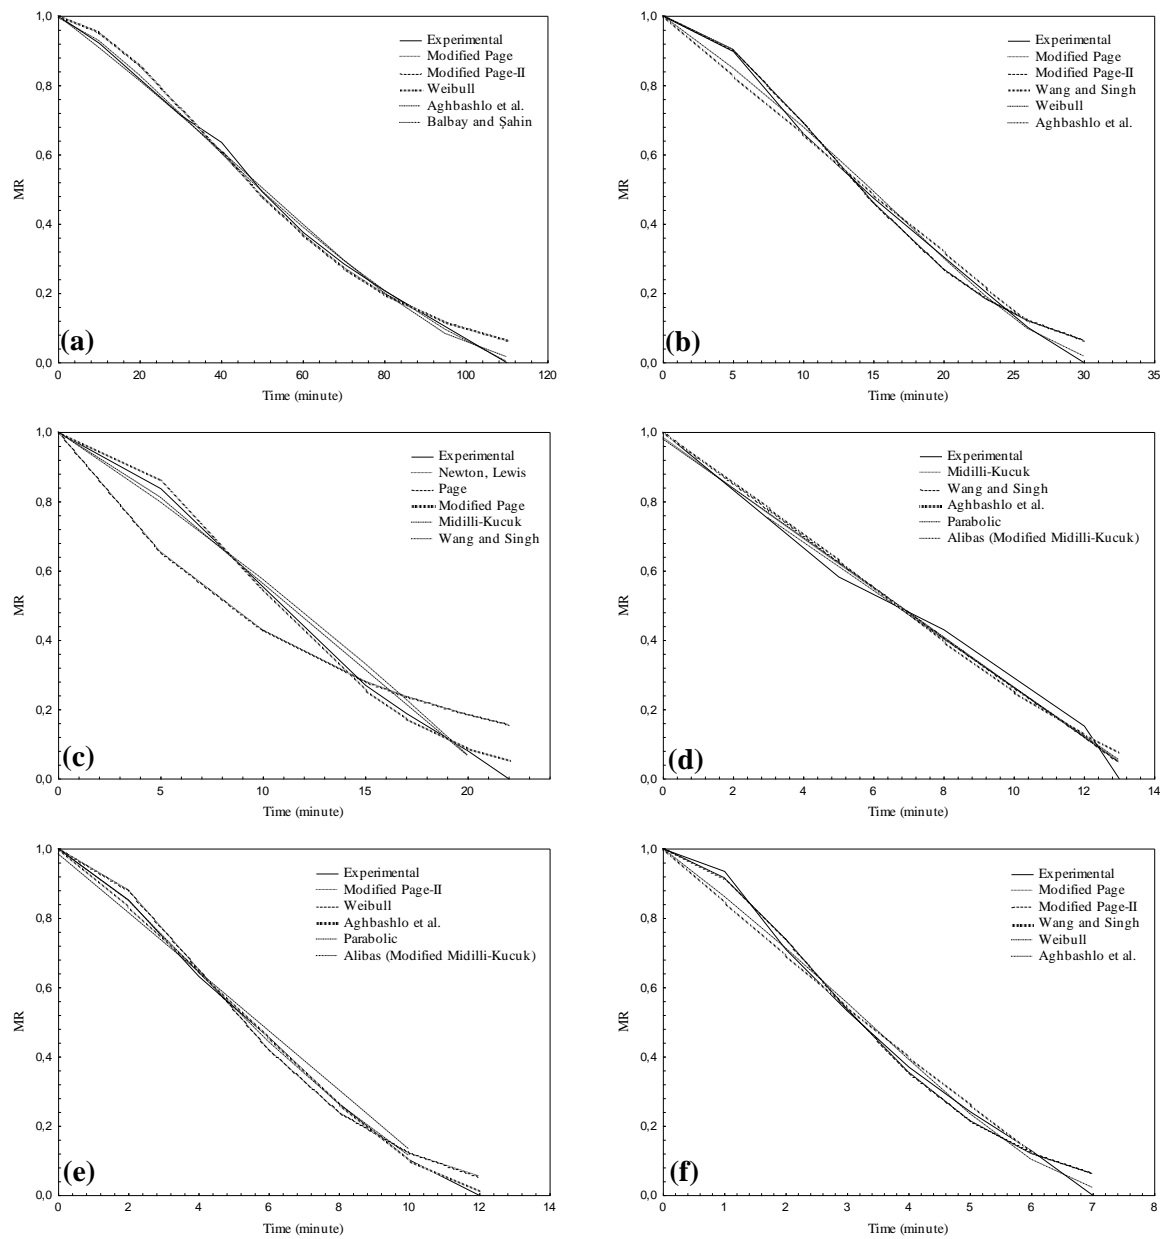 1,0
0,8
0,6
0,4
0,2
0,0
MR
Experimental
Modified Page
Modified Page-II
Weibull
Aghbashlo et al.
Balbay and Şahin
(a)
0 20 40 60 80 100 120
Time (minute)
1,0
0,8
0,6
0,4
0,2
0,0
MR
Experimental
Modified Page
Modified Page-II
Wang and Singh
Weibull
Aghbashlo et al.
(b)
0 5 10 15 20 25 30 35
Time (minute)
1,0
0,8
0,6
0,4
0,2
0,0
MR
Experimental
Newton, Lewis
Page
Modified Page
Midilli-Kucuk
Wang and Singh
(c)
0 5 10 15 20
Time (minute)
1,0
0,8
0,6
0,4
0,2
0,0
MR
Experimental
Midilli-Kucuk
Wang and Singh
Aghbashlo et al.
Parabolic
Alibas (Modified Midilli-Kucuk)
(d)
0 2 4 6 8 10 12 14
Time (minute)
1,0
0,8
0,6
0,4
0,2
0,0
MR
Experimental
Modified Page-II
Weibull
Aghbashlo et al.
Parabolic
Alibas (Modified Midilli-Kucuk)
(e)
0 2 4 6 8 10 12 14
Time (minute)
1,0
0,8
0,6
0,4
0,2
0,0
MR
Experimental
Modified Page
Modified Page-II
Wang and Singh
Weibull
Aghbashlo et al.
(f)
0 1 2 3 4 5 6 7 8
Time (minute)